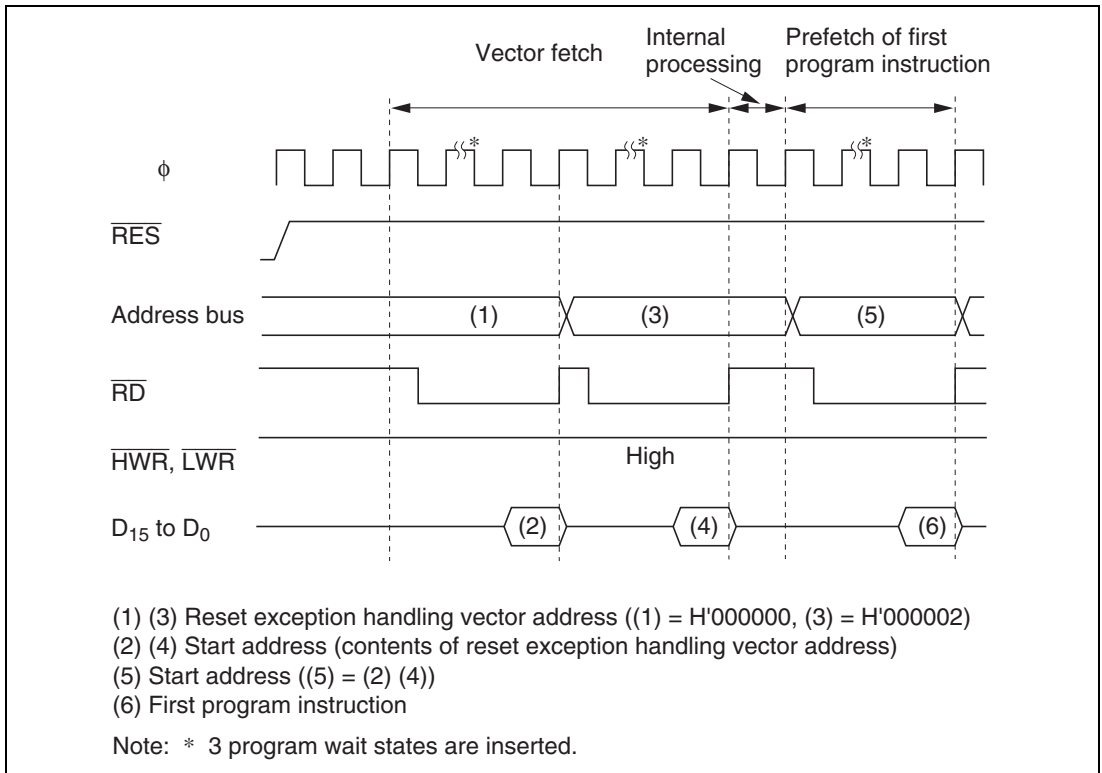 Vector fetch
Internal
processing
Prefetch of first
program instruction
*
*
*
ϕ
RES
Address bus
(1)
(3)
(5)
RD
HWR, LWR
High
D15 to D0
(2)
(4)
(6)
(1) (3) Reset exception handling vector address ((1) = H'000000, (3) = H'000002)
(2) (4) Start address (contents of reset exception handling vector address)
(5) Start address ((5) = (2) (4))
(6) First program instruction
Note: * 3 program wait states are inserted.